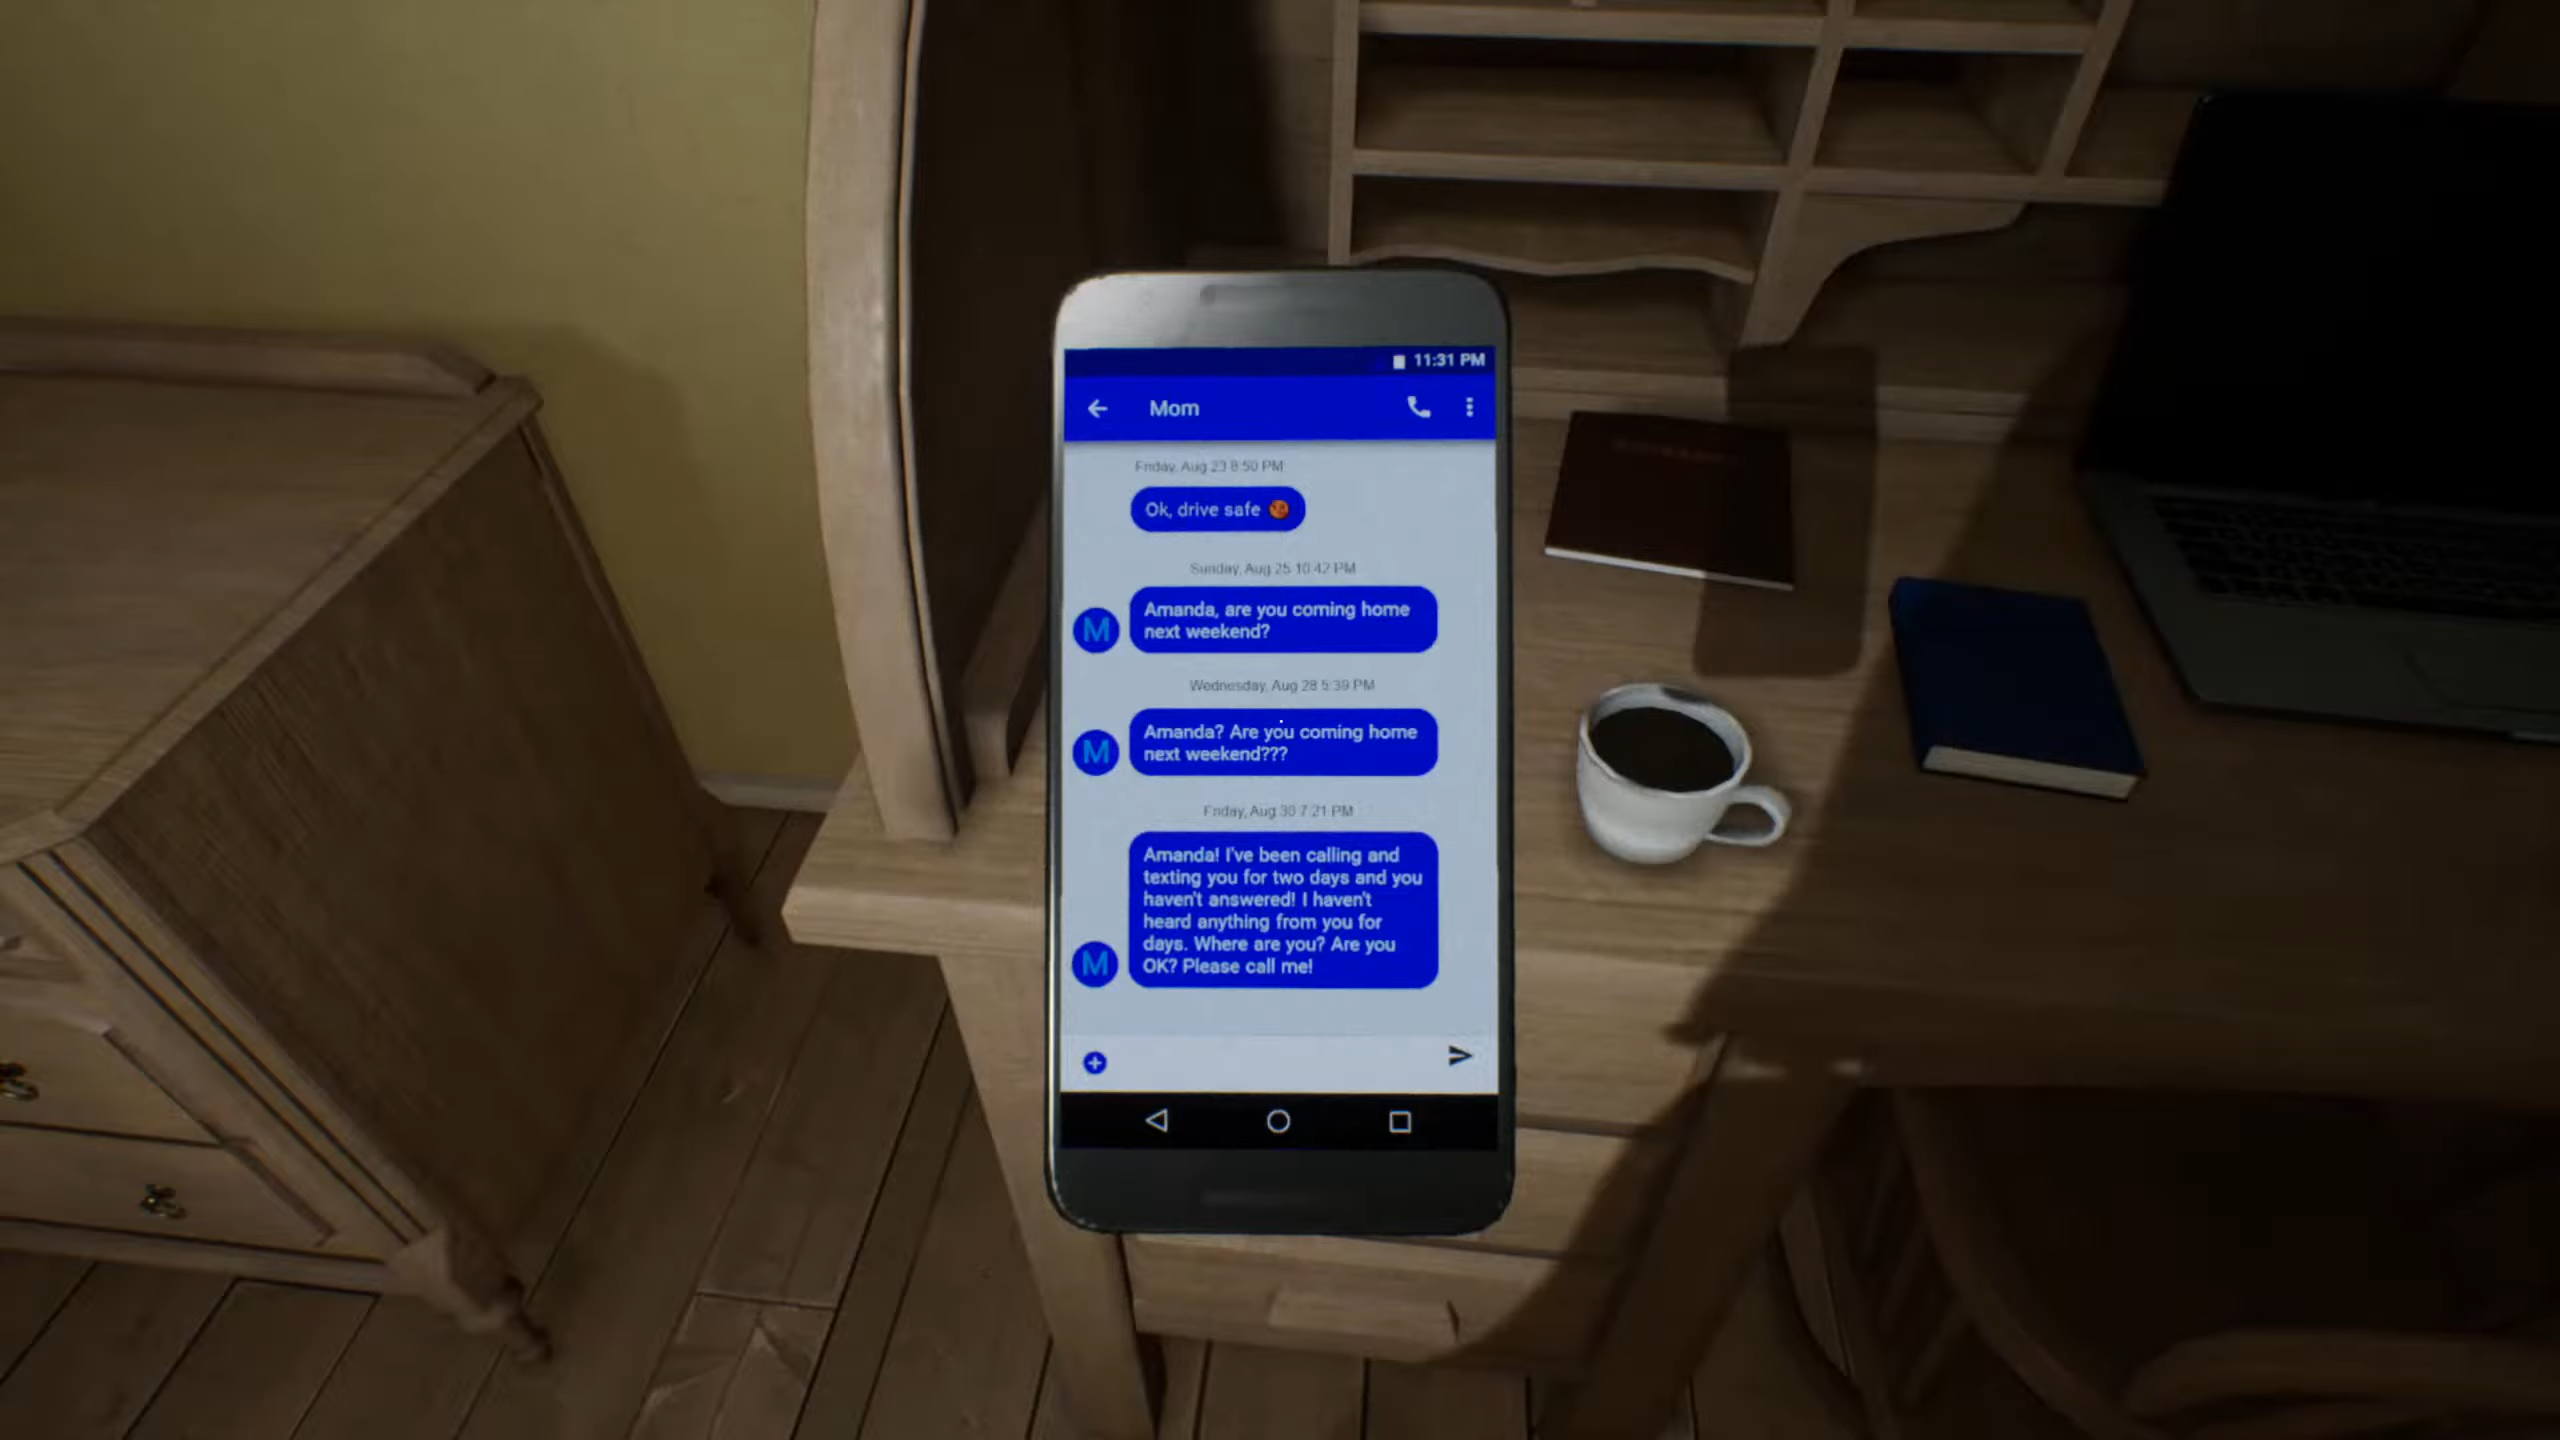 11:31 PM
Mom
Friday, Aug 23 8:50 PM
Ok, drive safe 😘
Sunday, Aug 25 10:42 PM
M
Amanda, are you coming home
next weekend?
Wednesday, Aug 28 5:39 PM
M
Amanda? Are you coming home
next weekend???
Friday, Aug 30 7:21 PM
M
Amanda! I've been calling and
texting you for two days and you
haven't answered! I haven't
heard anything from you for
days. Where are you? Are you
OK? Please call me!